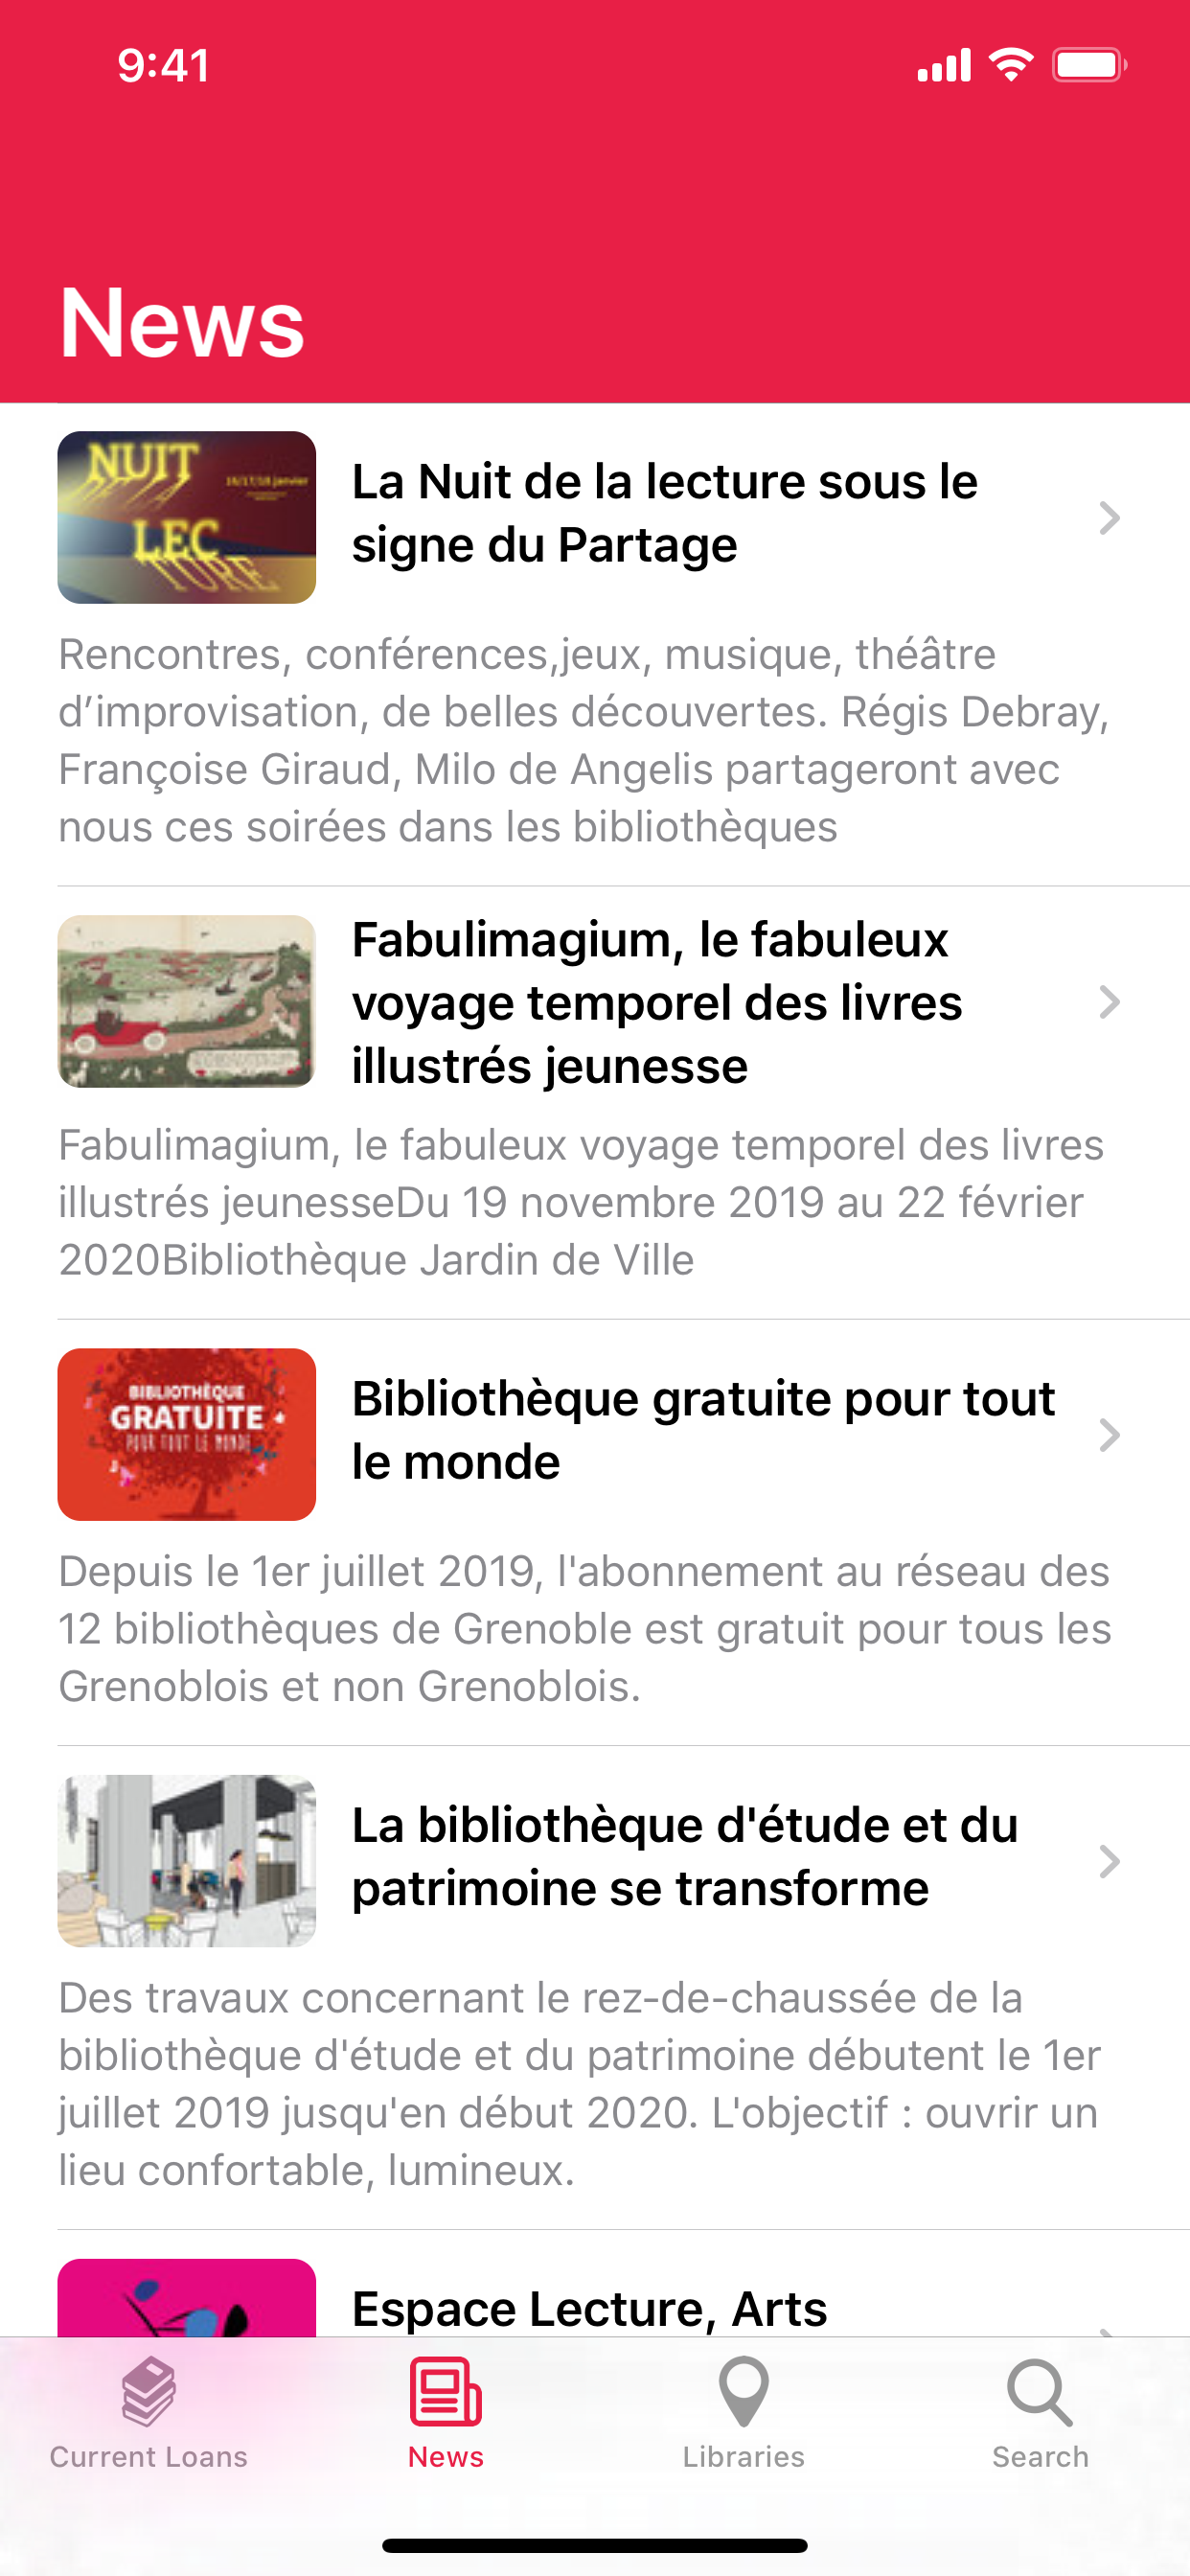 9:41
News
NUIT
LEC
TURE
La Nuit de la lecture sous le
signe du Partage
Rencontres, conférences,jeux, musique, théâtre
d’improvisation, de belles découvertes. Régis Debray,
Françoise Giraud, Milo de Angelis partageront avec
nous ces soirées dans les bibliothèques
Fabulimagium, le fabuleux
voyage temporel des livres
illustrés jeunesse
Fabulimagium, le fabuleux voyage temporel des livres
illustrés jeunesseDu 19 novembre 2019 au 22 février
2020Bibliothèque Jardin de Ville
BIBLIOTHÈQUE
GRATUITE
POUR TOUT LE MONDE
Bibliothèque gratuite pour tout
le monde
Depuis le 1er juillet 2019, l'abonnement au réseau des
12 bibliothèques de Grenoble est gratuit pour tous les
Grenoblois et non Grenoblois.
La bibliothèque d'étude et du
patrimoine se transforme
Des travaux concernant le rez-de-chaussée de la
bibliothèque d'étude et du patrimoine débutent le 1er
juillet 2019 jusqu'en début 2020. L'objectif : ouvrir un
lieu confortable, lumineux.
Espace Lecture, Arts
Current Loans
News
Libraries
Search